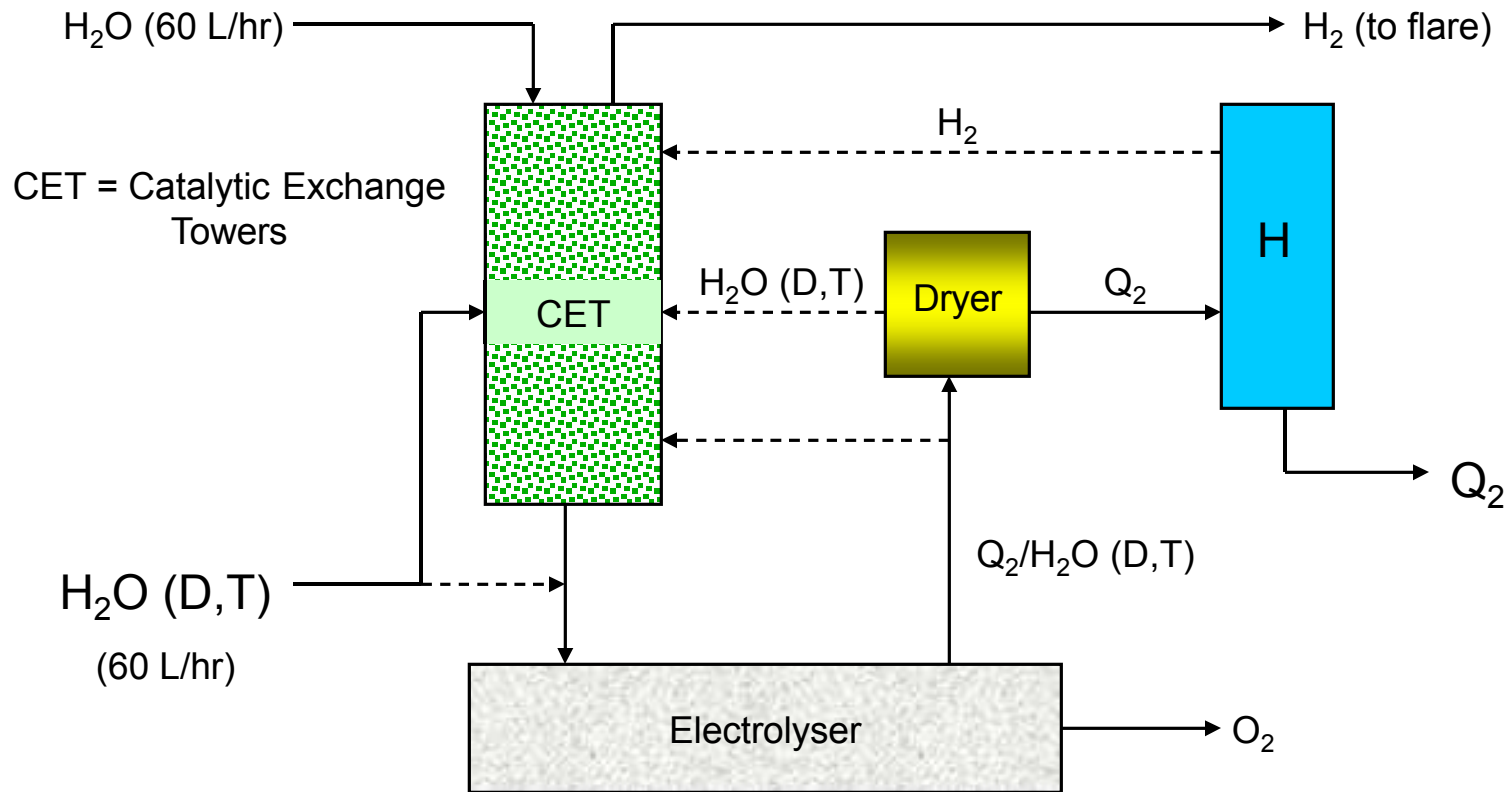 H₂O (60 L/hr)
H₂ (to flare)
H₂
CET = Catalytic Exchange
Towers
H
H₂O (D,T)
Dryer
Q₂
CET
Q₂
Q₂/H₂O (D,T)
H₂O (D,T)
(60 L/hr)
Electrolyser
O₂